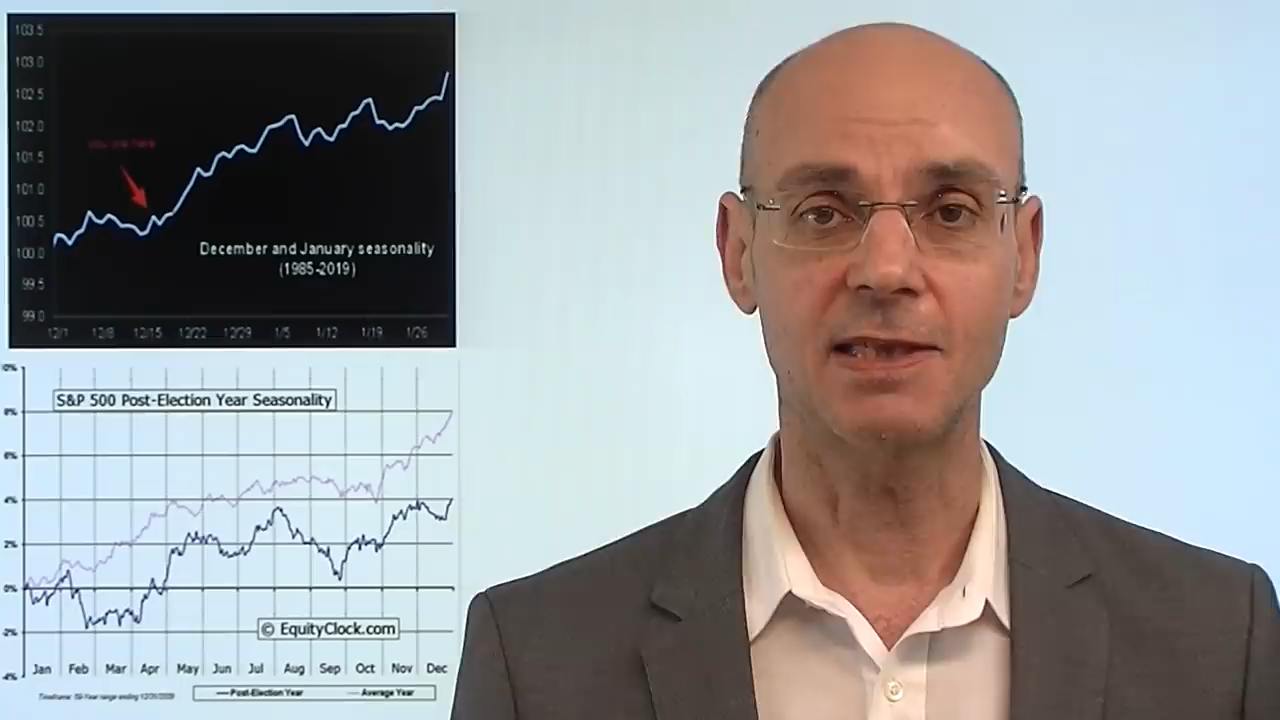 103.5
103.0
102.5
102.0
101.5
101.0
100.5
100.0
99.5
99.0
you are here
December and January seasonality
(1985-2019)
12/1 12/8 12/15 12/22 12/29 1/5 1/12 1/19 1/26
S&P 500 Post-Election Year Seasonality
8%
6%
4%
2%
0%
-2%
-4%
© EquityClock.com
Jan Feb Mar Apr May Jun Jul Aug Sep Oct Nov Dec
Post-Election Year Average Year